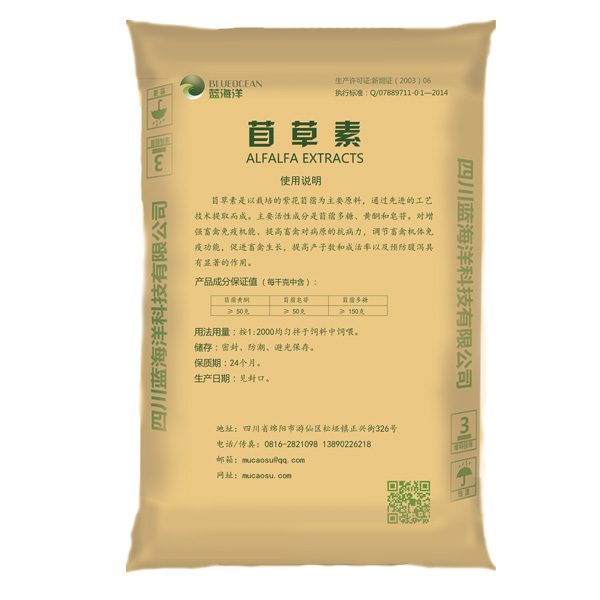 BLUEOCEAN
蓝海洋
生产许可证:新饲证（2003）06
执行标准：Q/07889711-0·1—2014
苜草素
ALFALFA EXTRACTS
使用说明
苜草素是以栽培的紫花苜蓿为主要原料，通过先进的工艺
技术提取而成。主要活性成分是苜蓿多糖、黄酮和皂苷。对增
强畜禽免疫机能、提高畜禽对病原的抗病力，调节畜禽机体免
疫功能，促进畜禽生长，提高产子数和成活率以及预防腹泻具
有显著的作用。
产品成分保证值（每千克中含）：
苜蓿黄酮 苜蓿皂苷 苜蓿多糖
≥ 50克 ≥ 50克 ≥ 150克
用法用量：按1:2000均匀拌于饲料中饲喂。
储存：密封、防潮、避光保存。
保质期：24个月。
生产日期：见封口。
地址：四川省绵阳市游仙区松垭镇正兴街326号
电话/传真：0816-2821098 13890226218
邮箱：mucaosu@qq.com
网址：mucaosu.com
四川蓝海洋科技有限公司
3
四川蓝海洋科技有限公司
3